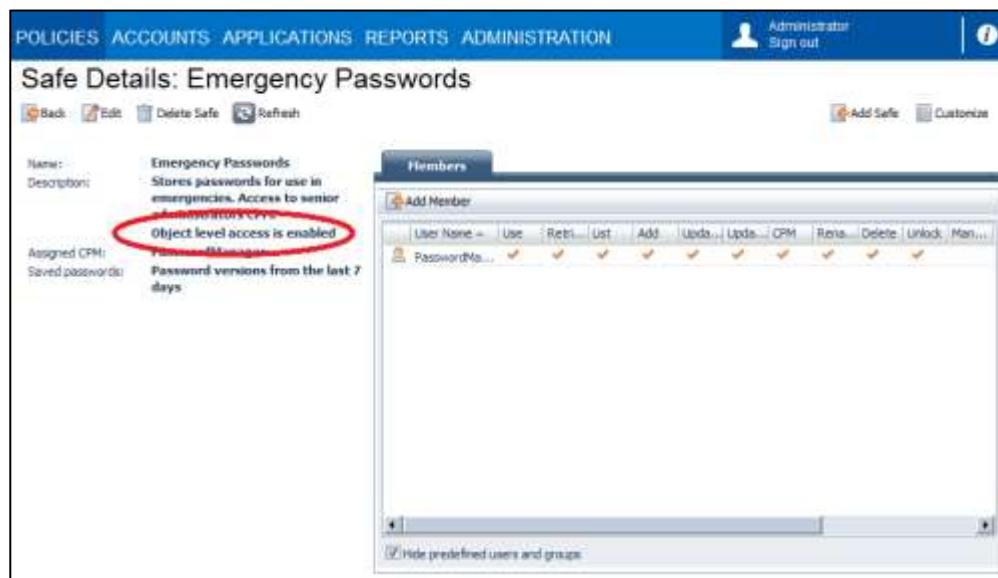 POLICIES ACCOUNTS APPLICATIONS REPORTS ADMINISTRATION Administrator
Sign out
Safe Details: Emergency Passwords
Back Edit Delete Safe Refresh Add Safe Customize
Name: Emergency Passwords
Description: Stores passwords for use in
emergencies. Access to senior
administrators
Object level access is enabled
Assigned CPM: PasswordManager
Saved passwords: Password versions from the last 7
days
Members
Add Member
User Name Use Retri... List Add Upda... Upda... CPM Rena... Delete Unlock Man...
PasswordMa...
Hide predefined users and groups